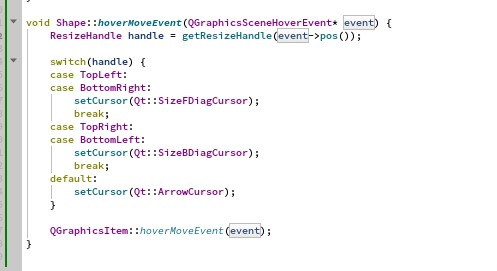 void Shape::hoverMoveEvent(QGraphicsSceneHoverEvent* event) {
    ResizeHandle handle = getResizeHandle(event->pos());

    switch(handle) {
    case TopLeft:
    case BottomRight:
        setCursor(Qt::SizeFDiagCursor);
        break;
    case TopRight:
    case BottomLeft:
        setCursor(Qt::SizeBDiagCursor);
        break;
    default:
        setCursor(Qt::ArrowCursor);
    }

    QGraphicsItem::hoverMoveEvent(event);
}